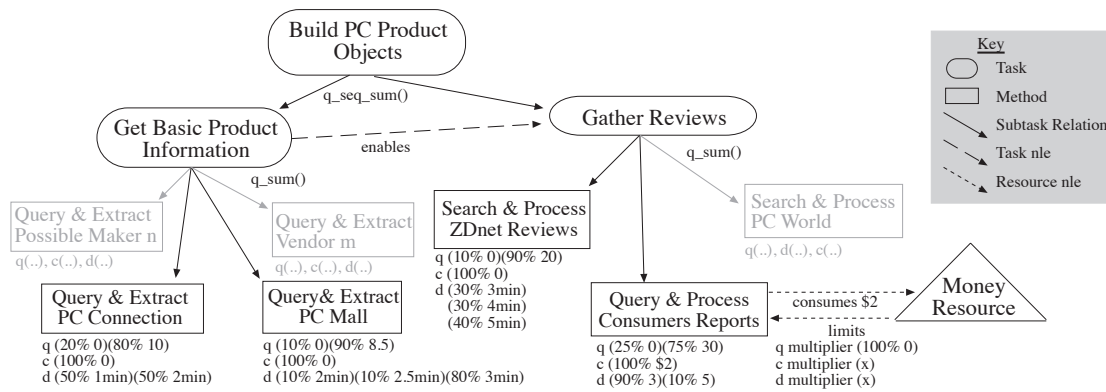 Build PC Product
Objects
q_seq_sum()
Get Basic Product
Information
enables
Gather Reviews
q_sum()
q_sum()
Query & Extract
Possible Maker n
q(..), c(..), d(..)
Query & Extract
Vendor m
q(..), c(..), d(..)
Query & Extract
PC Connection
q (20% 0)(80% 10)
c (100% 0)
d (50% 1min)(50% 2min)
Query& Extract
PC Mall
q (10% 0)(90% 8.5)
c (100% 0)
d (10% 2min)(10% 2.5min)(80% 3min)
Search & Process
ZDnet Reviews
q (10% 0)(90% 20)
c (100% 0)
d (30% 3min)
(30% 4min)
(40% 5min)
Search & Process
PC World
q(..), d(..), c(..)
Query & Process
Consumers Reports
q (25% 0)(75% 30)
c (100% $2)
d (90% 3)(10% 5)
consumes $2
limits
q multiplier (100% 0)
c multiplier (x)
d multiplier (x)
Money
Resource
Key
Task
Method
Subtask Relation
Task nle
Resource nle